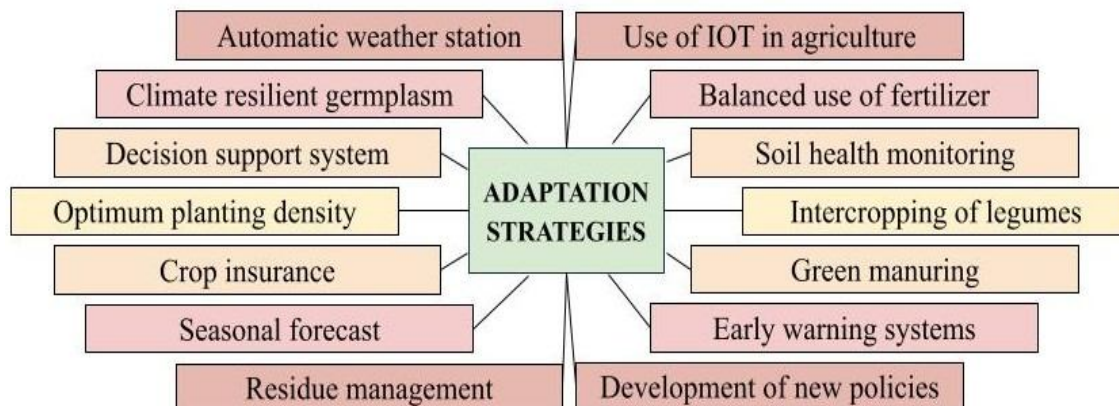 Automatic weather station
Use of IOT in agriculture
Climate resilient germplasm
Balanced use of fertilizer
Decision support system
Soil health monitoring
ADAPTATION
STRATEGIES
Optimum planting density
Intercropping of legumes
Crop insurance
Green manuring
Seasonal forecast
Early warning systems
Residue management
Development of new policies